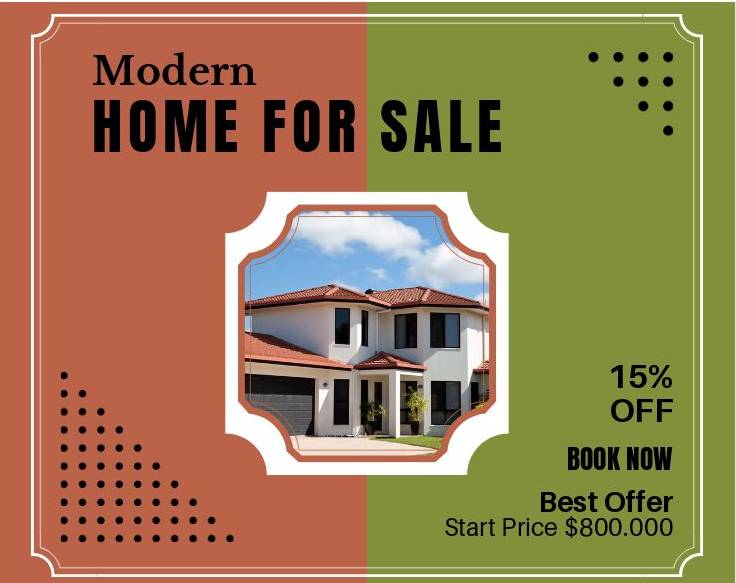 Modern
HOME FOR SALE
15%
OFF
BOOK NOW
Best Offer
Start Price $800.000